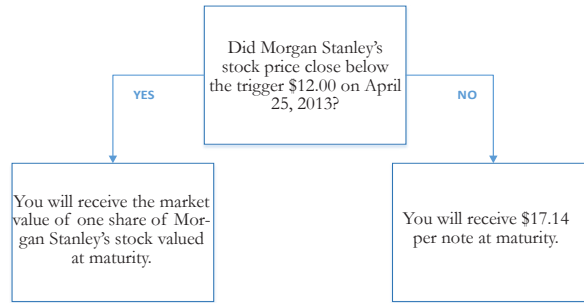 Did Morgan Stanley's
stock price close below
the trigger $12.00 on April
25, 2013?
YES
NO
You will receive the market
value of one share of Mor-
gan Stanley's stock valued
at maturity.
You will receive $17.14
per note at maturity.